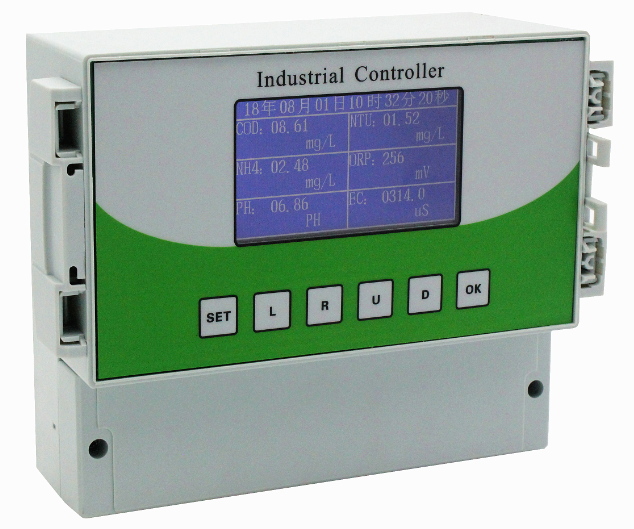 Industrial Controller
18年08月01日10时32分20秒
COD: 08.61 NTU: 01.52
mg/L mg/L
NH4: 02.48 ORP: 256
mg/L mV
PH: 06.86 EC: 0314.0
PH uS
SET L R U D OK